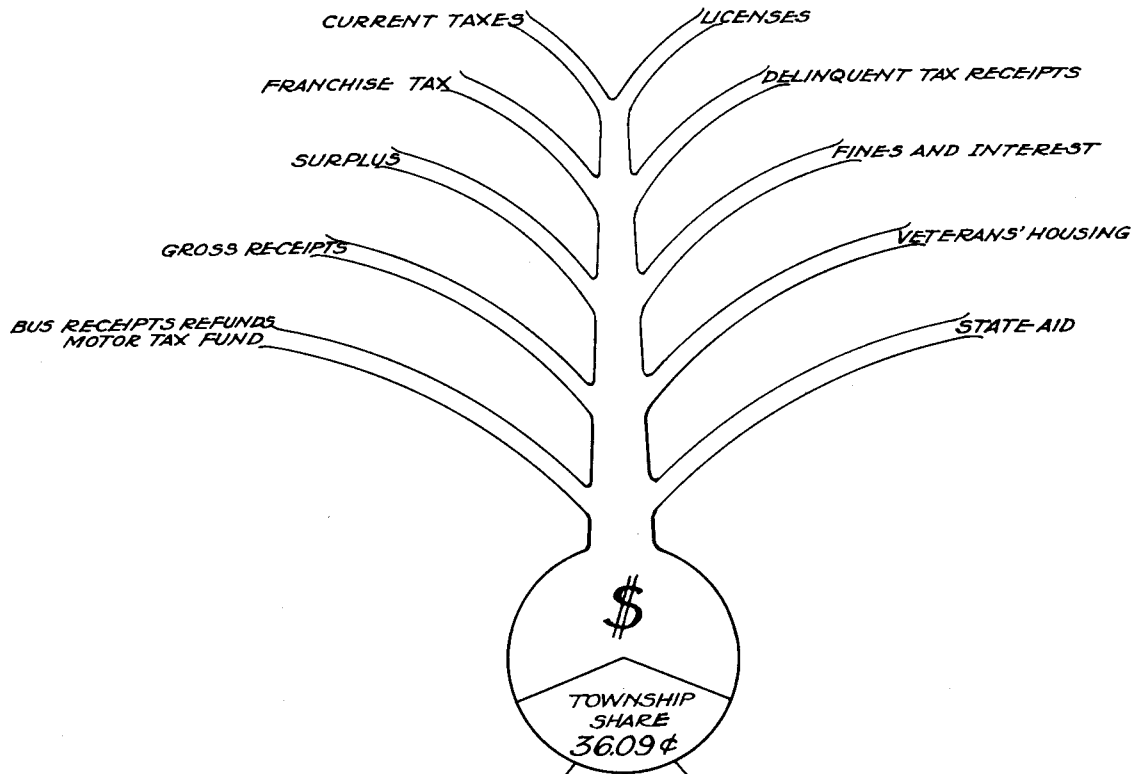 CURRENT TAXES
LICENSES
FRANCHISE TAX
DELINQUENT TAX RECEIPTS
SURPLUS
FINES AND INTEREST
GROSS RECEIPTS
VETERANS' HOUSING
BUS RECEIPTS REFUNDS
MOTOR TAX FUND
STATE AID
$
TOWNSHIP
SHARE
36.09 ¢